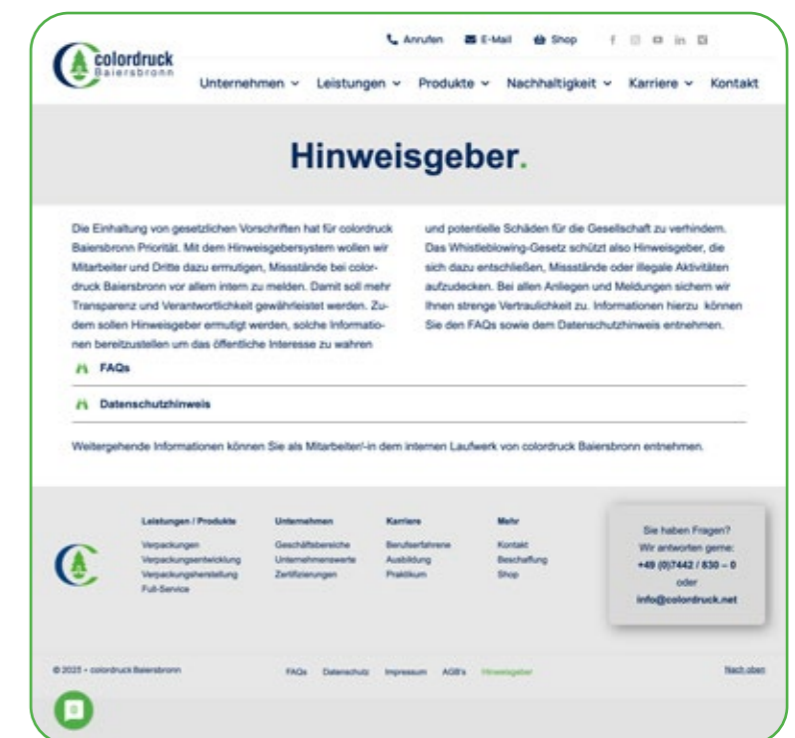 colordruck
Baiersbronn
Anrufen E-Mail Shop
Unternehmen Leistungen Produkte Nachhaltigkeit Karriere Kontakt
Hinweisgeber.
Die Einhaltung von gesetzlichen Vorschriften hat für colordruck
Baiersbronn Priorität. Mit dem Hinweisgebersystem wollen wir
Mitarbeiter und Dritte dazu ermutigen, Missstände bei color-
druck Baiersbronn vor allem intern zu melden. Damit soll mehr
Transparenz und Verantwortlichkeit gewährleistet werden. Zu-
dem sollen Hinweisgeber ermutigt werden, solche Informatio-
nen bereitzustellen um das öffentliche Interesse zu wahren
und potentielle Schäden für die Gesellschaft zu verhindern.
Das Whistleblowing-Gesetz schützt also Hinweisgeber, die
sich dazu entschließen, Missstände oder illegale Aktivitäten
aufzudecken. Bei allen Anliegen und Meldungen sichern wir
Ihnen strenge Vertraulichkeit zu. Informationen hierzu können
Sie den FAQs sowie dem Datenschutzhinweis entnehmen.
FAQs
Datenschutzhinweis
Weitergehende Informationen können Sie als Mitarbeiter/-in dem internen Laufwerk von colordruck Baiersbronn entnehmen.
Leistungen / Produkte
Verpackungen
Verpackungsentwicklung
Verpackungsherstellung
Full-Service
Unternehmen
Geschäftsbereiche
Unternehmenswerte
Zertifizierungen
Karriere
Berufserfahrene
Ausbildung
Praktikum
Mehr
Kontakt
Beschaffung
Shop
Sie haben Fragen?
Wir antworten gerne:
+49 (0)7442 / 830 – 0
oder
info@colordruck.net
© 2023 • colordruck Baiersbronn
FAQs Datenschutz Impressum AGB's Hinweisgeber
Nach oben